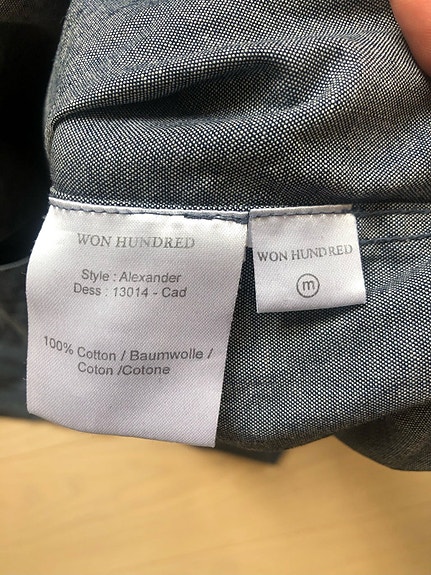 WON HUNDRED
Style : Alexander
Dess : 13014 - Cad
100% Cotton / Baumwolle /
Coton /Cotone
WON HUNDRED
m